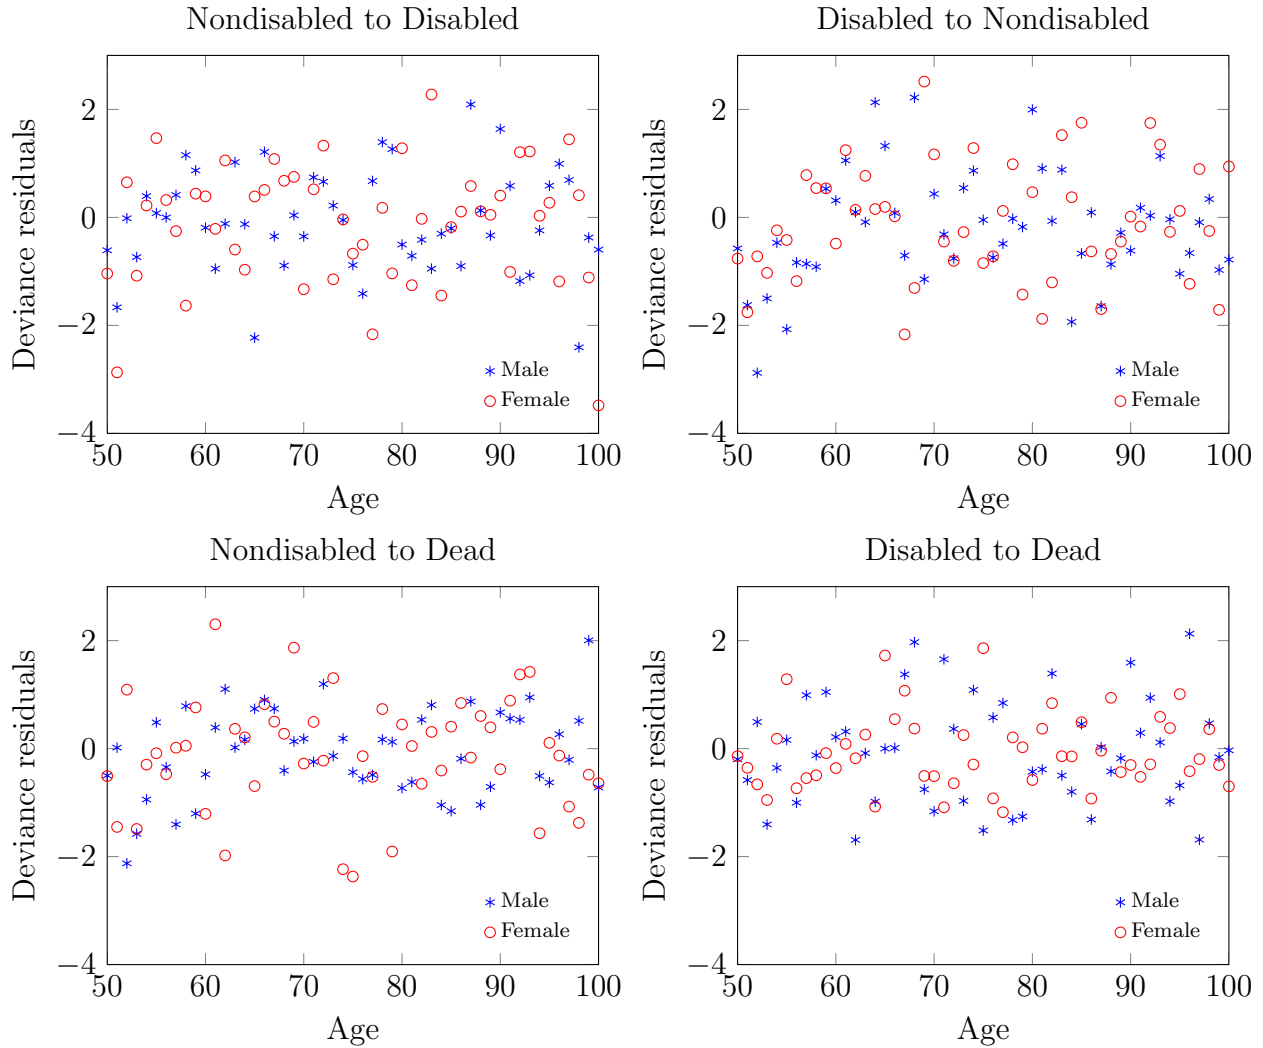 Nondisabled to Disabled
Deviance residuals
2
0
−2
−4
50 60 70 80 90 100
Age
Male
Female
Disabled to Nondisabled
Deviance residuals
2
0
−2
−4
50 60 70 80 90 100
Age
Male
Female
Nondisabled to Dead
Deviance residuals
2
0
−2
−4
50 60 70 80 90 100
Age
Male
Female
Disabled to Dead
Deviance residuals
2
0
−2
−4
50 60 70 80 90 100
Age
Male
Female